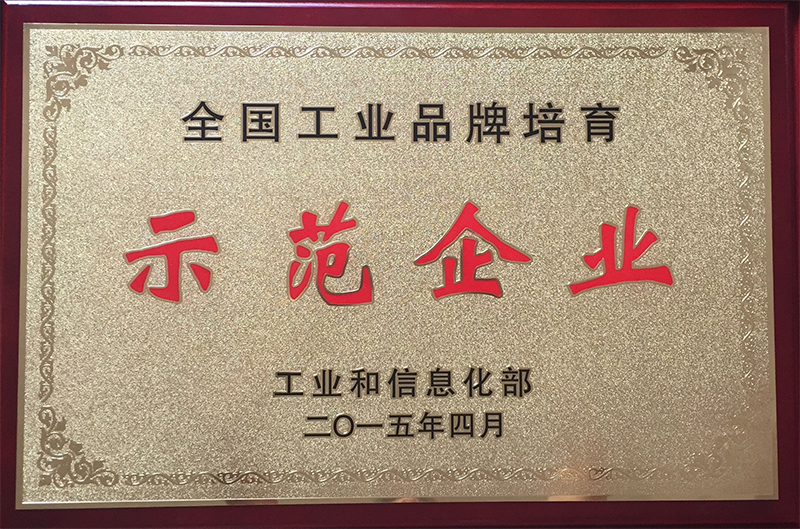 全国工业品牌培育
示范企业
工业和信息化部
二〇一五年四月